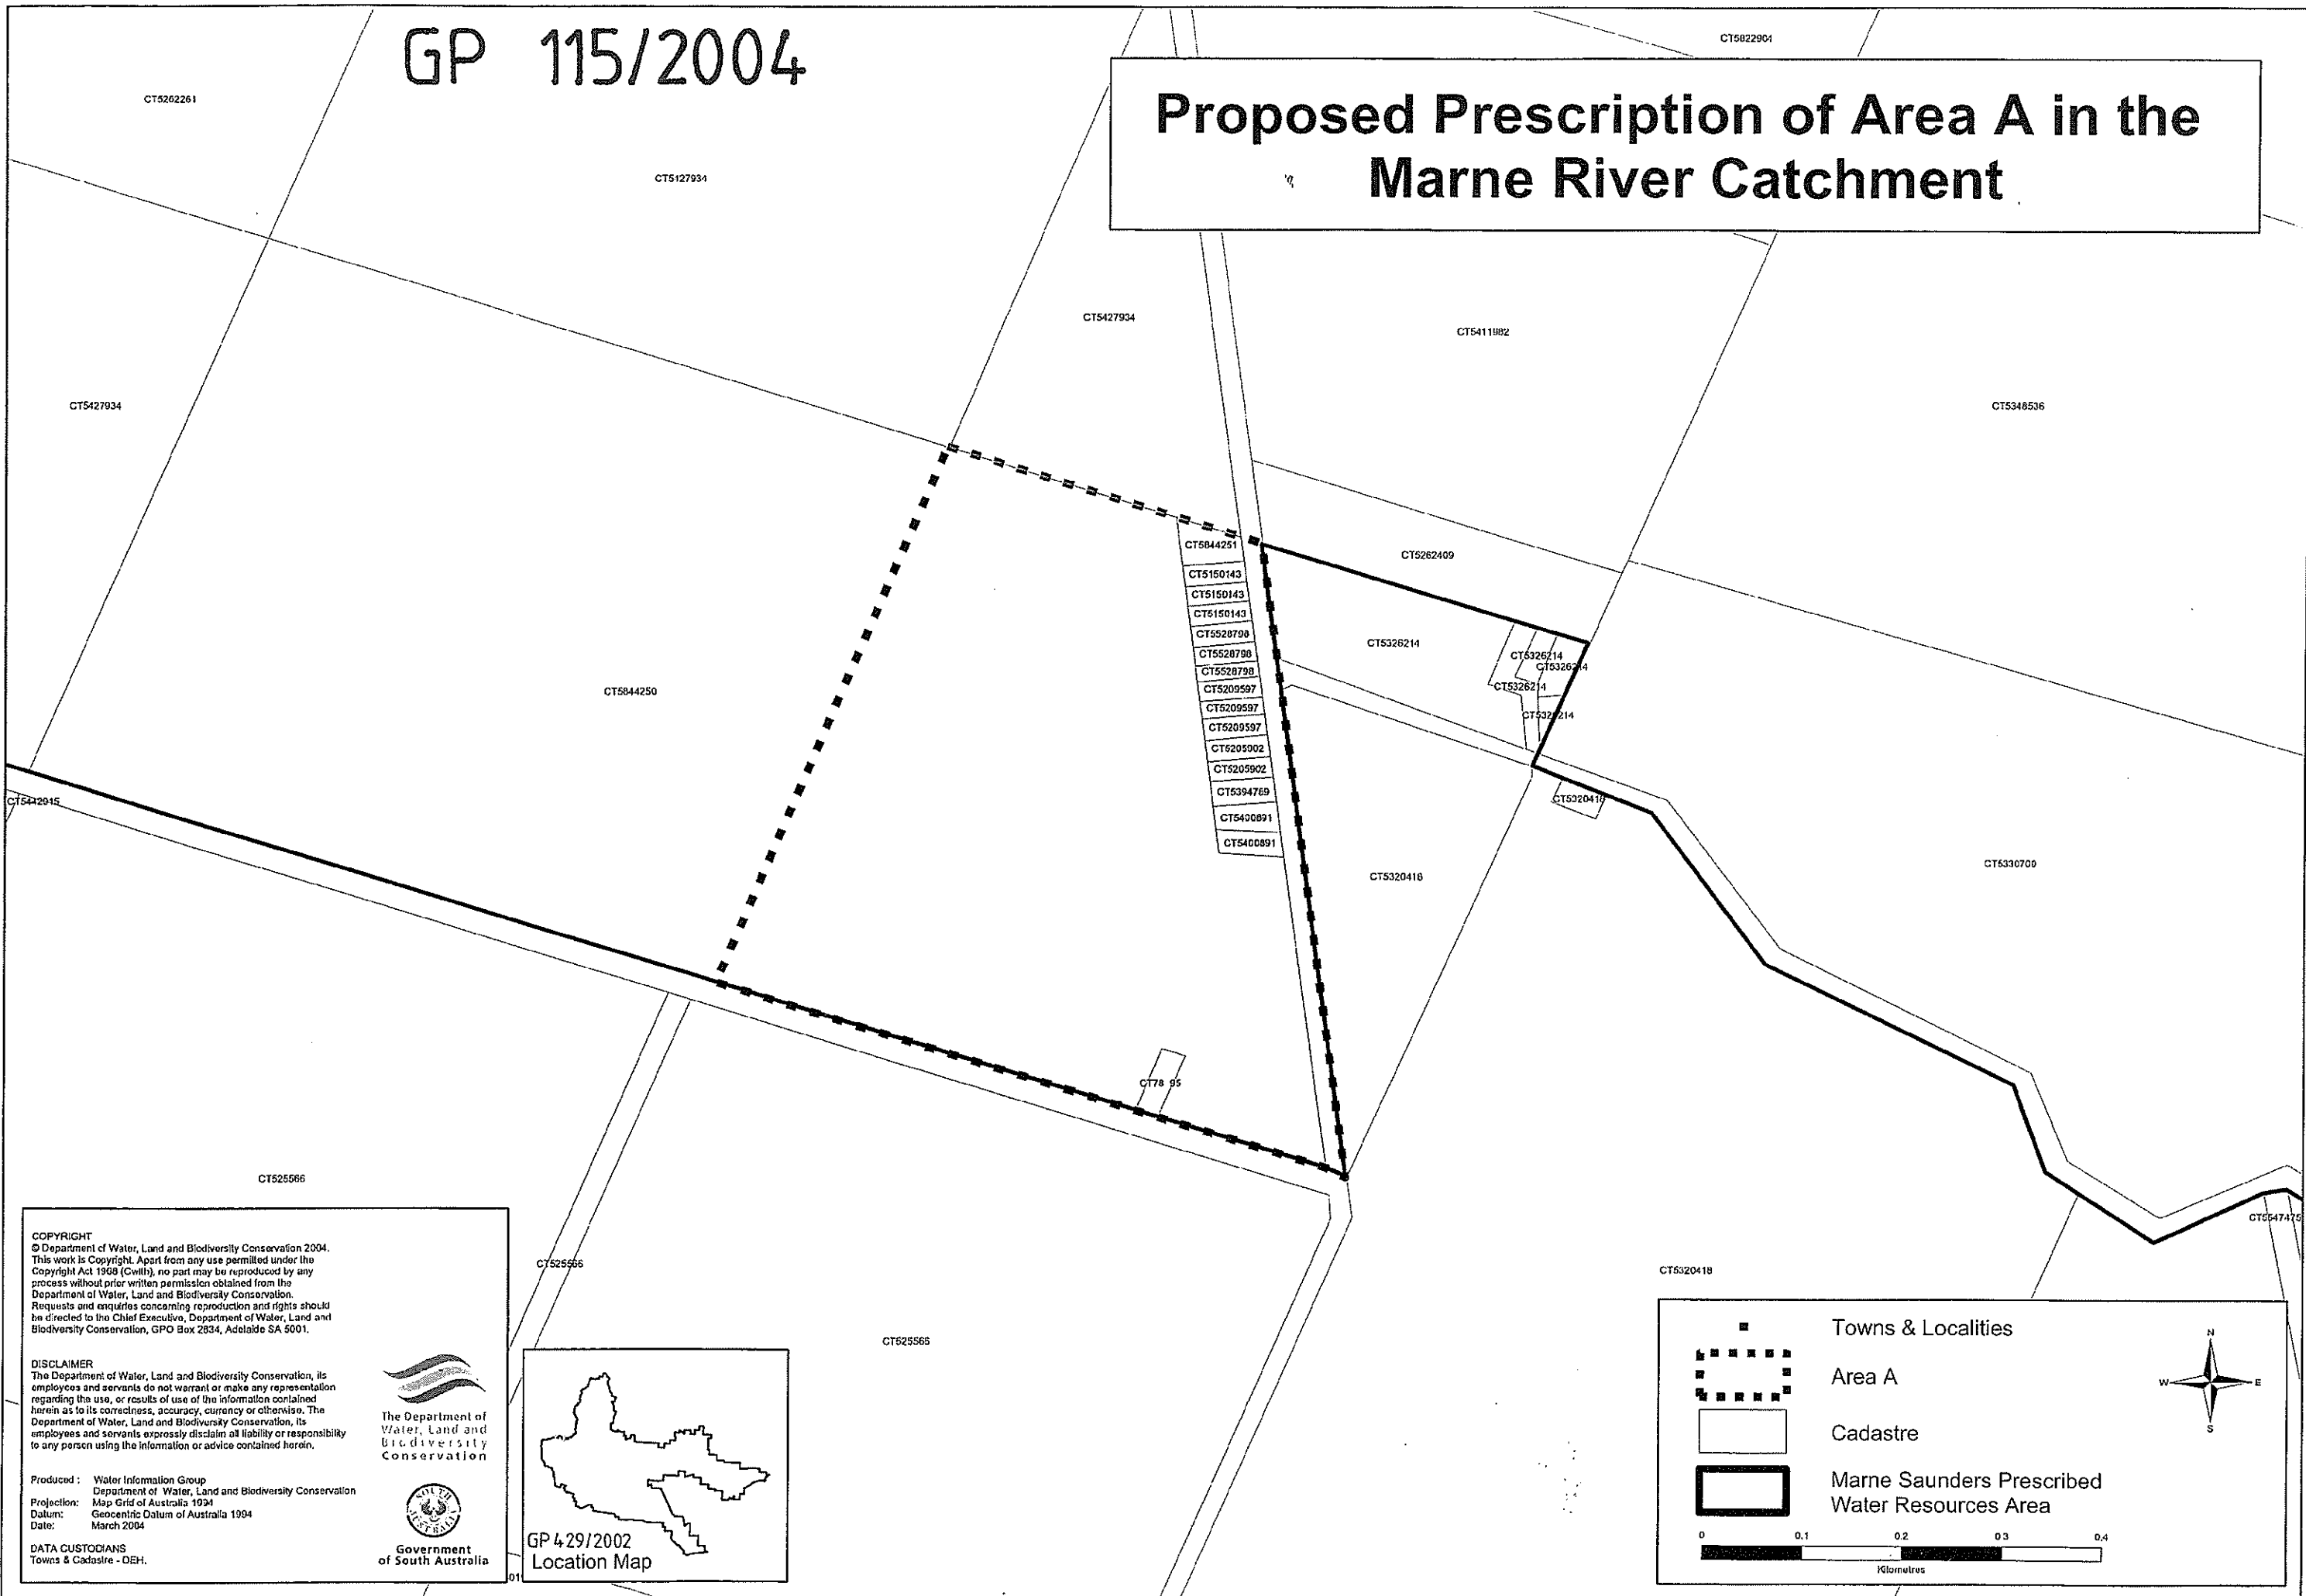 GP 115/2004
Proposed Prescription of Area A in the
Marne River Catchment
CT5822904
CT5262261
CT5127934
CT5427934
CT5411982
CT5427934
CT5348536
CT5844251
CT5262409
CT5150143
CT5150143
CT5150143
CT5528798
CT5528798
CT5528798
CT5209597
CT5209597
CT5209597
CT5205902
CT5205902
CT5394769
CT5400891
CT5400891
CT5326214
CT5326214
CT5326214
CT5326214
CT5326214
CT5844250
CT5442915
CT5320418
CT5320418
CT5330709
CT78 95
CT525566
CT5547475
CT525566
CT5320418
CT525566
COPYRIGHT
© Department of Water, Land and Biodiversity Conservation 2004.
This work is Copyright. Apart from any use permitted under the
Copyright Act 1968 (Cwlth), no part may be reproduced by any
process without prior written permission obtained from the
Department of Water, Land and Biodiversity Conservation.
Requests and enquiries concerning reproduction and rights should
be directed to the Chief Executive, Department of Water, Land and
Biodiversity Conservation, GPO Box 2834, Adelaide SA 5001.
DISCLAIMER
The Department of Water, Land and Biodiversity Conservation, its
employees and servants do not warrant or make any representation
regarding the use, or results of use of the information contained
herein as to its correctness, accuracy, currency or otherwise. The
Department of Water, Land and Biodiversity Conservation, its
employees and servants expressly disclaim all liability or responsibility
to any person using the information or advice contained herein.
Produced : Water Information Group
Department of Water, Land and Biodiversity Conservation
Projection: Map Grid of Australia 1994
Datum: Geocentric Datum of Australia 1994
Date: March 2004
DATA CUSTODIANS
Towns & Cadastre - DEH.
The Department of
Water, Land and
Biodiversity
Conservation
SOUTH
AUSTRALIA
Government
of South Australia
GP 429/2002
Location Map
Towns & Localities
Area A
Cadastre
Marne Saunders Prescribed
Water Resources Area
N
W E
S
0 0.1 0.2 0.3 0.4
Kilometres